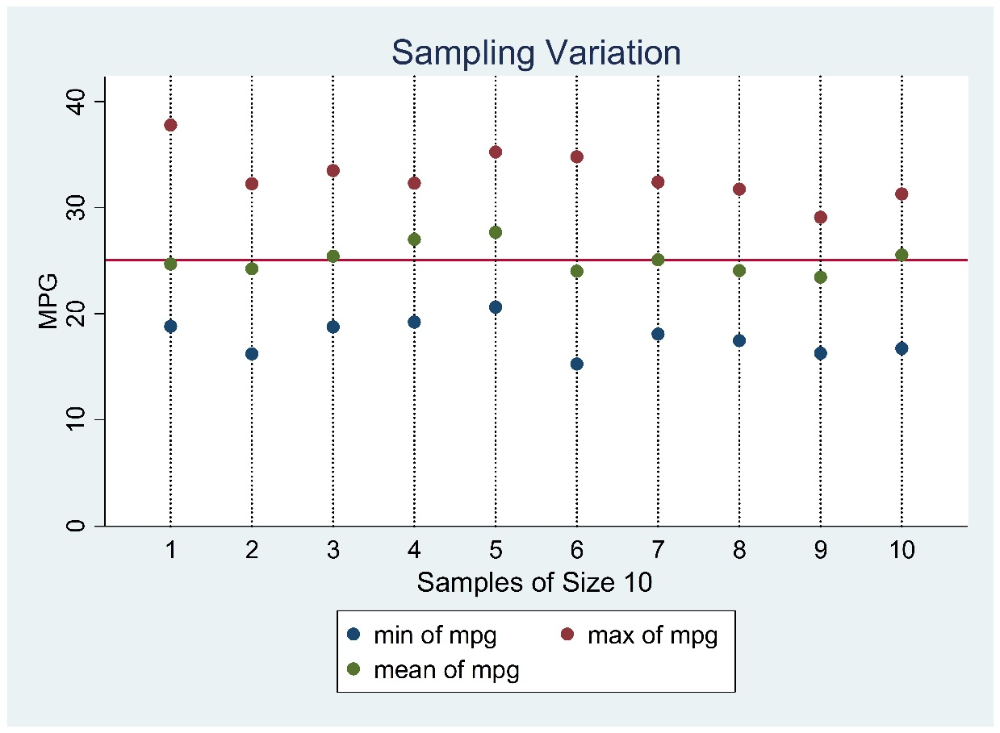 Sampling Variation
MPG
40
30
20
10
0
1 2 3 4 5 6 7 8 9 10
Samples of Size 10
min of mpg max of mpg
mean of mpg